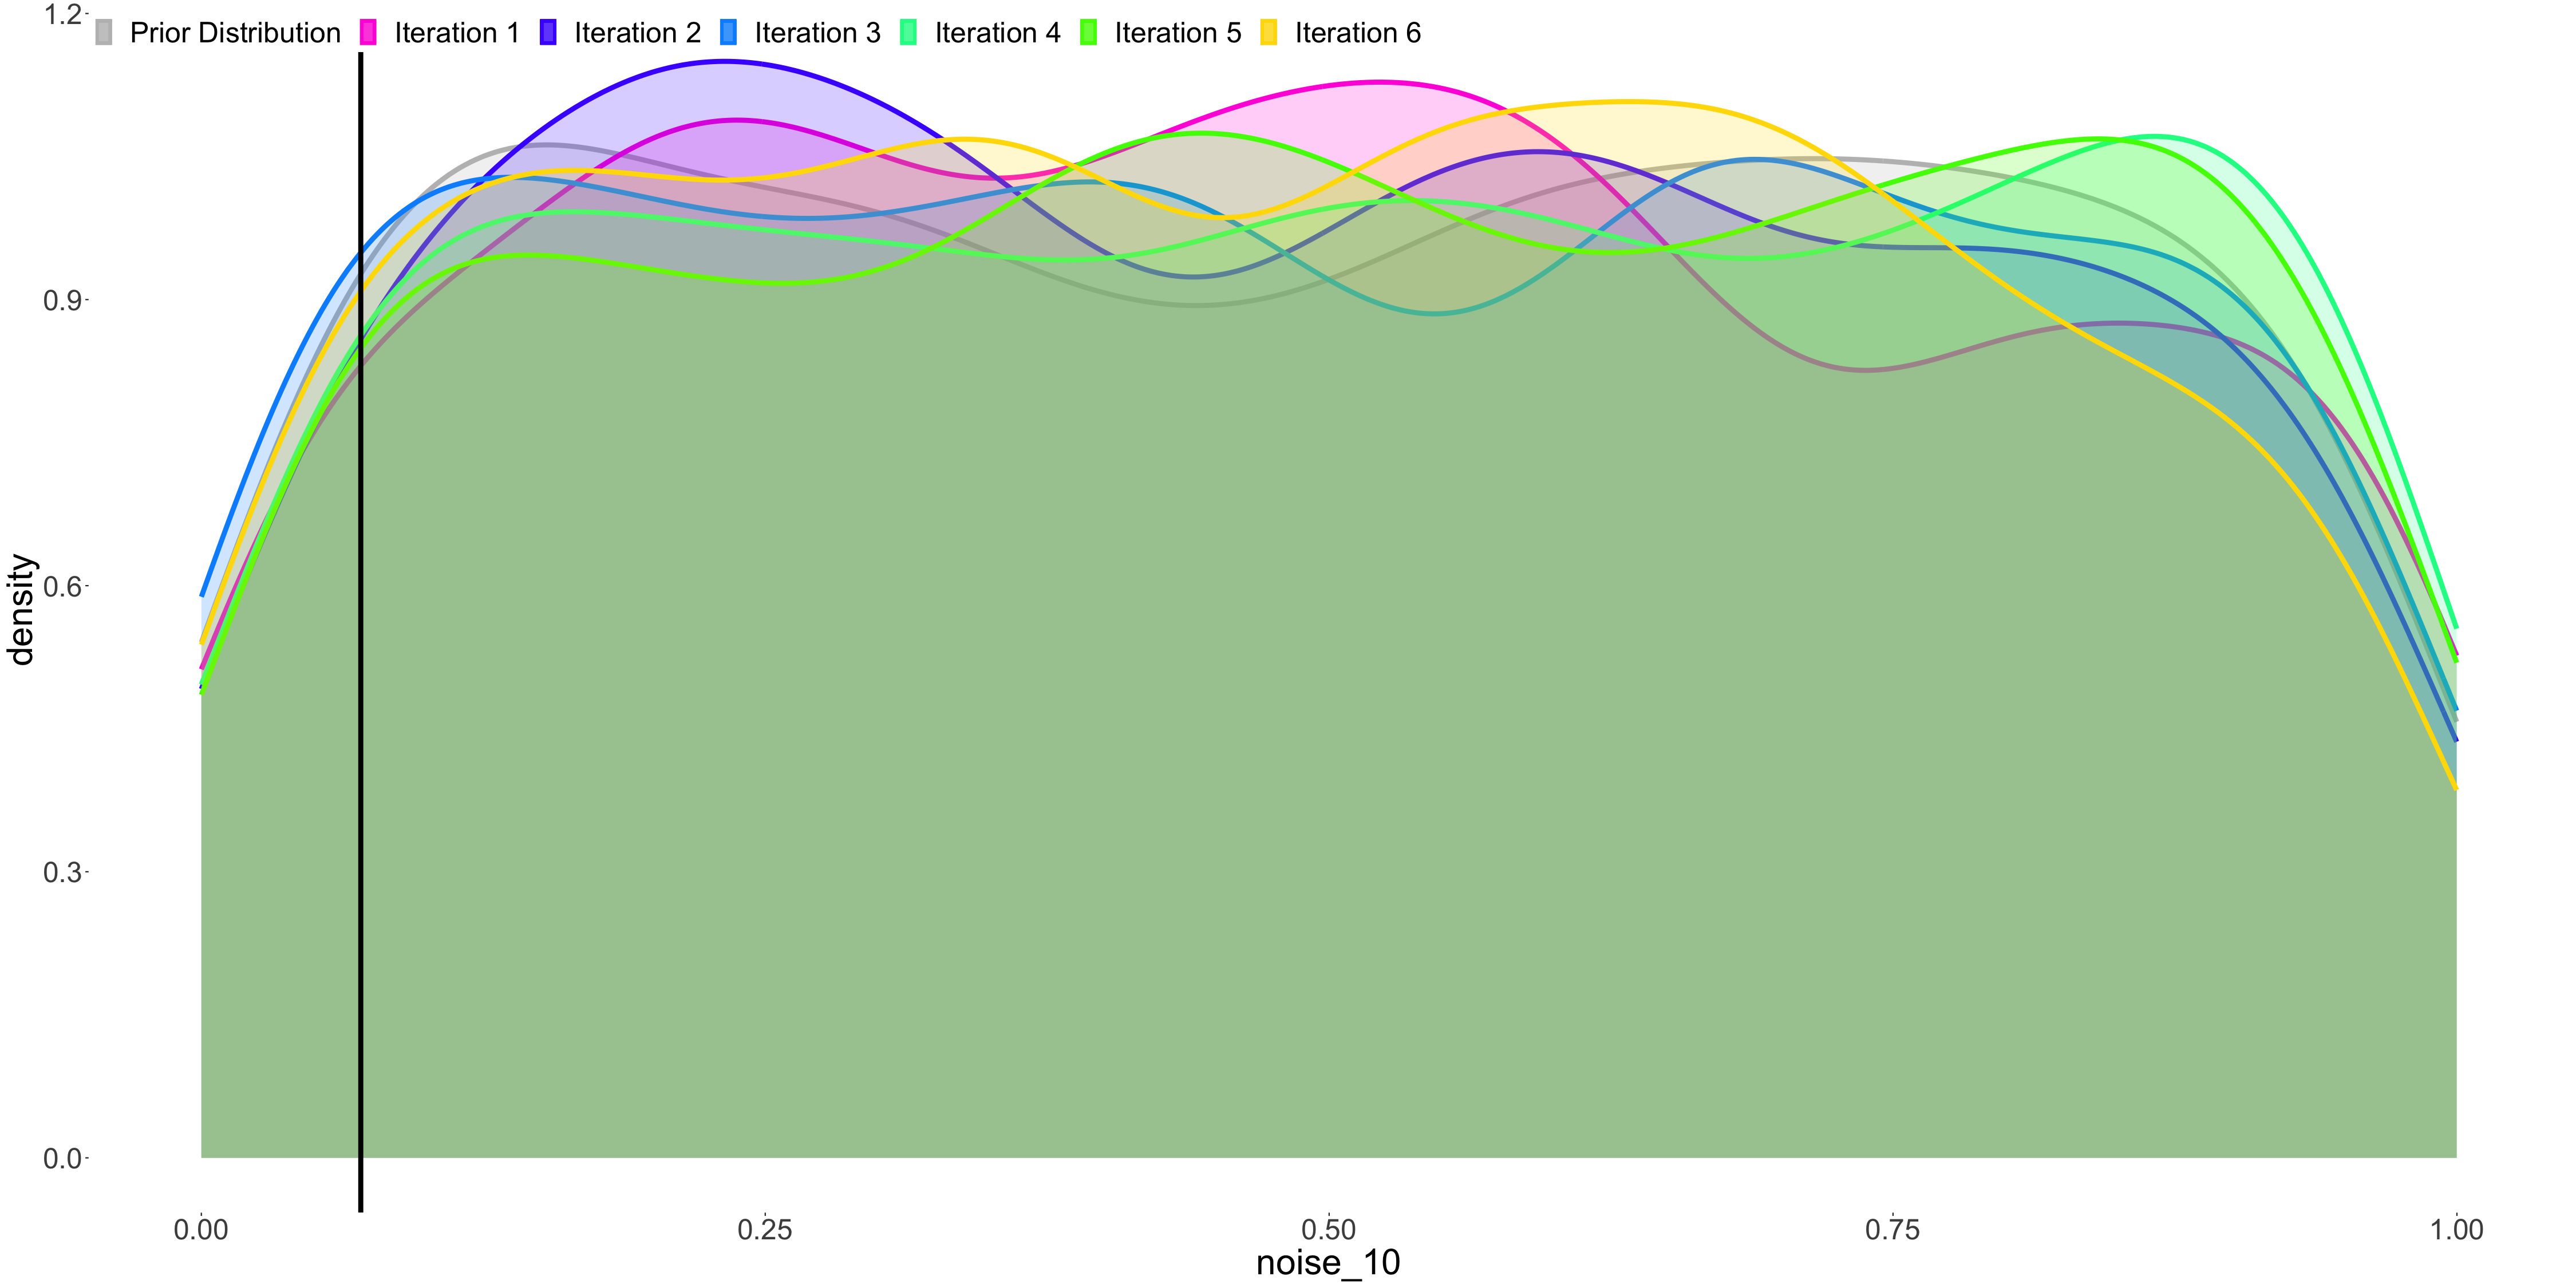 Prior Distribution Iteration 1 Iteration 2 Iteration 3 Iteration 4 Iteration 5 Iteration 6
1.2
0.9
0.6
0.3
0.0
density
0.00 0.25 0.50 0.75 1.00
noise_10